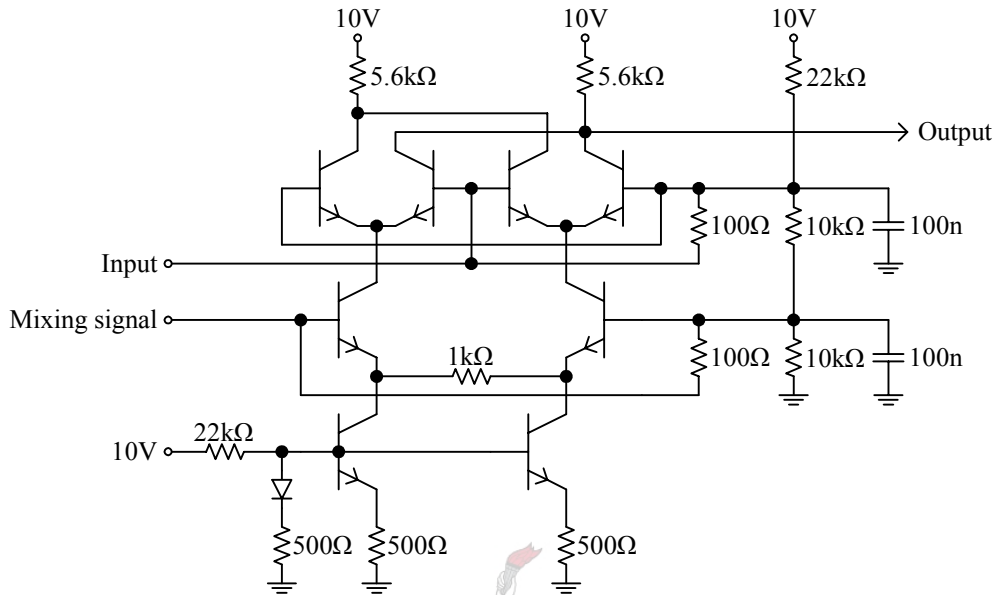 10V 10V 10V
5.6kΩ 5.6kΩ 22kΩ
Output
100Ω 10kΩ 100n
Input
Mixing signal
1kΩ 100Ω 10kΩ 100n
22kΩ
10V
500Ω 500Ω 500Ω